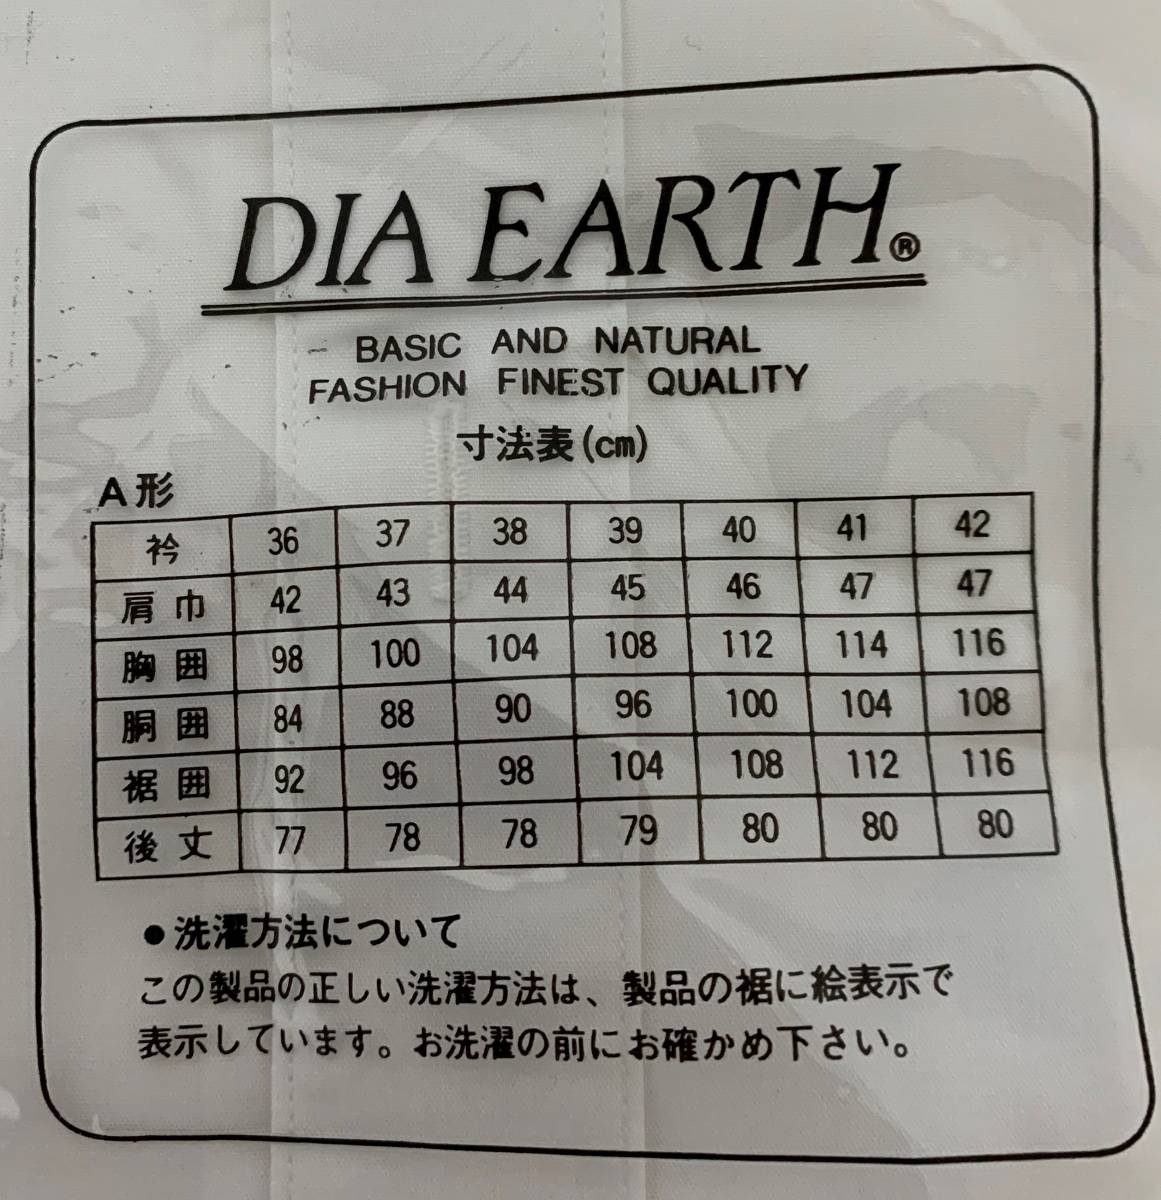 DIA EARTH®
BASIC AND NATURAL
FASHION FINEST QUALITY
寸法表(cm)
A形
衿 36 37 38 39 40 41 42
肩巾 42 43 44 45 46 47 47
胸囲 98 100 104 108 112 114 116
胴囲 84 88 90 96 100 104 108
裾囲 92 96 98 104 108 112 116
後丈 77 78 78 79 80 80 80
●洗濯方法について
この製品の正しい洗濯方法は、製品の裾に絵表示で
表示しています。お洗濯の前にお確かめ下さい。